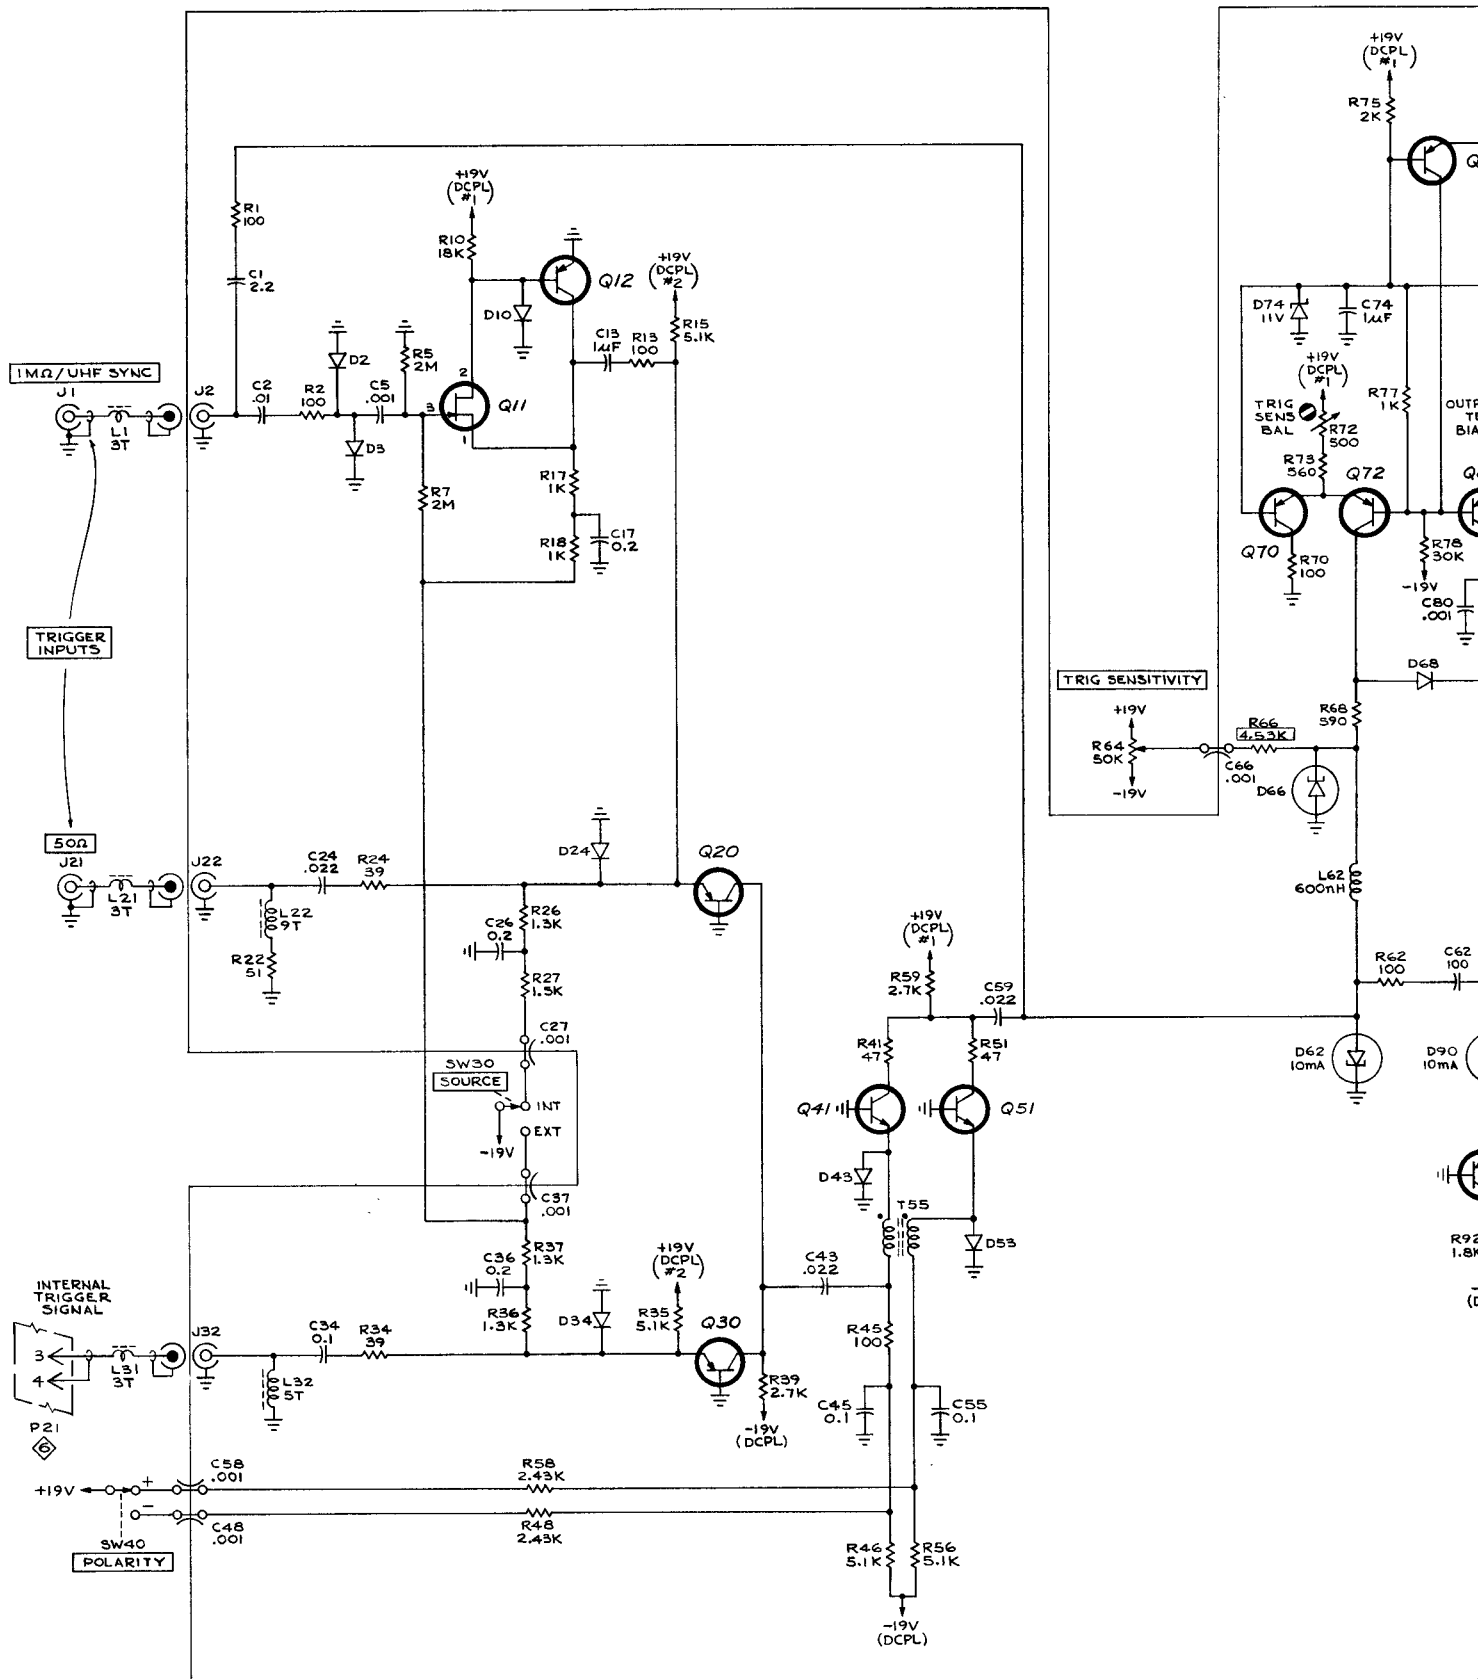 +19V
(DCPL)
#1
R75
2K
Q
+19V
(DCPL)
#1
R1
100
R10
18K
Q12
+19V
(DCPL)
#2
C1
2.2
D10
C13
1µF
R13
100
R15
5.1K
D74
11V
C74
1µF
1MΩ/UHF SYNC
J1
L1
3T
J2
C2
.01
R2
100
D2
C5
.001
R5
2M
D3
2
3
1
Q11
+19V
(DCPL)
#1
TRIG
SENS
BAL
R72
500
R77
1K
OUTP
TE
BIA
R73
560
R7
2M
R17
1K
R18
1K
C17
0.2
Q70
Q72
Q
R70
100
R78
30K
-19V
C80
.001
TRIGGER
INPUTS
TRIG SENSITIVITY
D68
R68
590
+19V
R64
50K
-19V
R66
4.53K
C66
.001
D66
50Ω
J21
L21
3T
J22
C24
.022
R24
39
D24
Q20
L62
600nH
L22
9T
R22
51
C26
0.2
R26
1.3K
R27
1.3K
+19V
(DCPL)
#1
R59
2.7K
C59
.022
R62
100
C62
100
C27
.001
SW30
SOURCE
INT
EXT
-19V
R41
47
R51
47
D62
10mA
D90
10mA
Q41
Q51
C37
.001
D43
T55
D53
R37
1.3K
C36
0.2
R36
1.3K
+19V
(DCPL)
#2
C43
.022
R92
1.8K
(D
INTERNAL
TRIGGER
SIGNAL
3
4
L31
3T
J32
C34
0.1
R34
39
D34
R35
5.1K
Q30
R45
100
P21
6
L32
5T
R39
2.7K
-19V
(DCPL)
C45
0.1
C55
0.1
+19V
+
-
C58
.001
R58
2.43K
C48
.001
R48
2.43K
SW40
POLARITY
R46
5.1K
R56
5.1K
-19V
(DCPL)